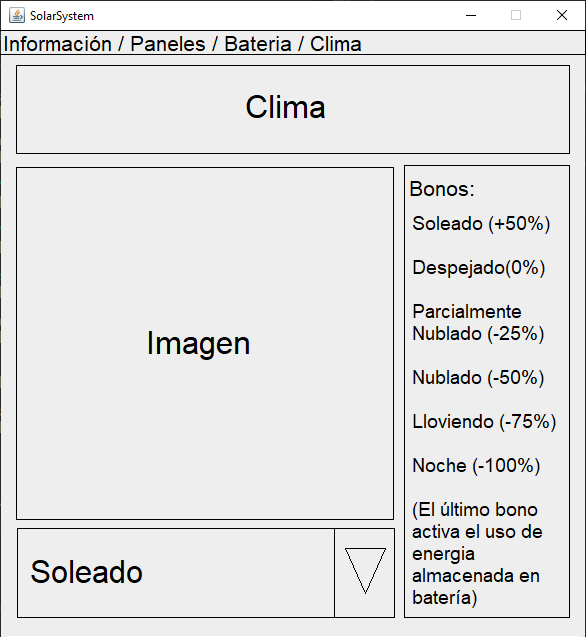 SolarSystem
Información / Paneles / Bateria / Clima
Clima
Imagen
Soleado
Bonos:
Soleado (+50%)
Despejado(0%)
Parcialmente
Nublado (-25%)
Nublado (-50%)
Lloviendo (-75%)
Noche (-100%)
(El último bono
activa el uso de
energia
almacenada en
batería)